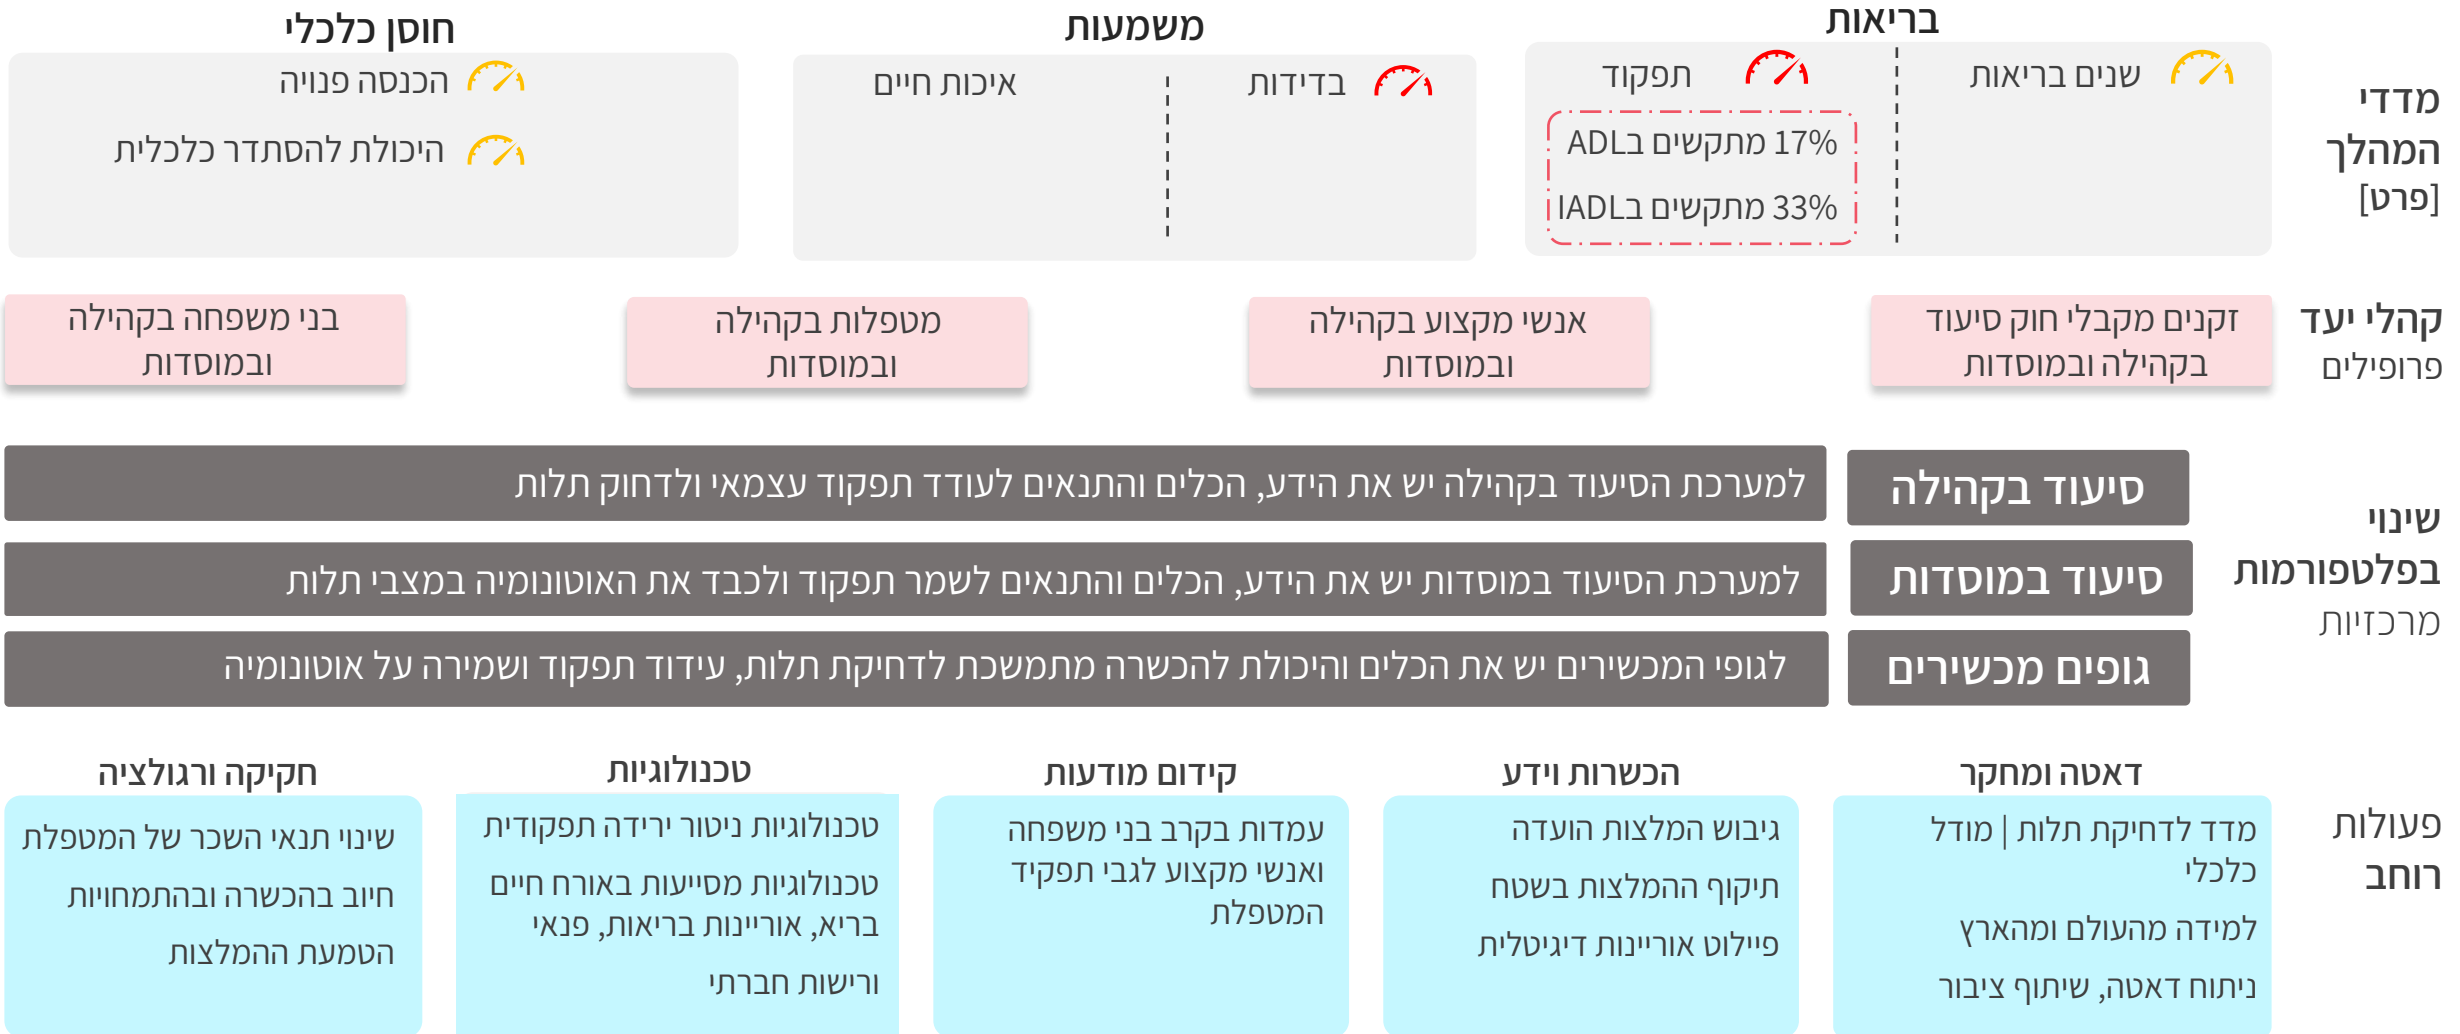 מדדי
המהלך
[פרט]
בריאות
שנים בריאות
תפקוד
17% מתקשים בADL
33% מתקשים בIADL
משמעות
בדידות
איכות חיים
חוסן כלכלי
הכנסה פנויה
היכולת להסתדר כלכלית
קהלי יעד
פרופילים
זקנים מקבלי חוק סיעוד
בקהילה ובמוסדות
אנשי מקצוע בקהילה
ובמוסדות
מטפלות בקהילה
ובמוסדות
בני משפחה בקהילה
ובמוסדות
שינוי
בפלטפורמות
מרכזיות
סיעוד בקהילה
למערכת הסיעוד בקהילה יש את הידע, הכלים והתנאים לעודד תפקוד עצמאי ולדחוק תלות
סיעוד במוסדות
למערכת הסיעוד במוסדות יש את הידע, הכלים והתנאים לשמר תפקוד ולכבד את האוטונומיה במצבי תלות
גופים מכשירים
לגופי המכשירים יש את הכלים והיכולת להכשרה מתמשכת לדחיקת תלות, עידוד תפקוד ושמירה על אוטונומיה
פעולות
רוחב
דאטה ומחקר
מדד לדחיקת תלות | מודל
כלכלי
למידה מהעולם ומהארץ
ניתוח דאטה, שיתוף ציבור
הכשרות וידע
גיבוש המלצות הועדה
תיקוף ההמלצות בשטח
פיילוט אוריינות דיגיטלית
קידום מודעות
עמדות בקרב בני משפחה
ואנשי מקצוע לגבי תפקיד
המטפלת
טכנולוגיות
טכנולוגיות ניטור ירידה תפקודית
טכנולוגיות מסייעות באורח חיים
בריא, אוריינות בריאות, פנאי
ורישות חברתי
חקיקה ורגולציה
שינוי תנאי השכר של המטפלת
חיוב בהכשרה ובהתמחויות
הטמעת ההמלצות